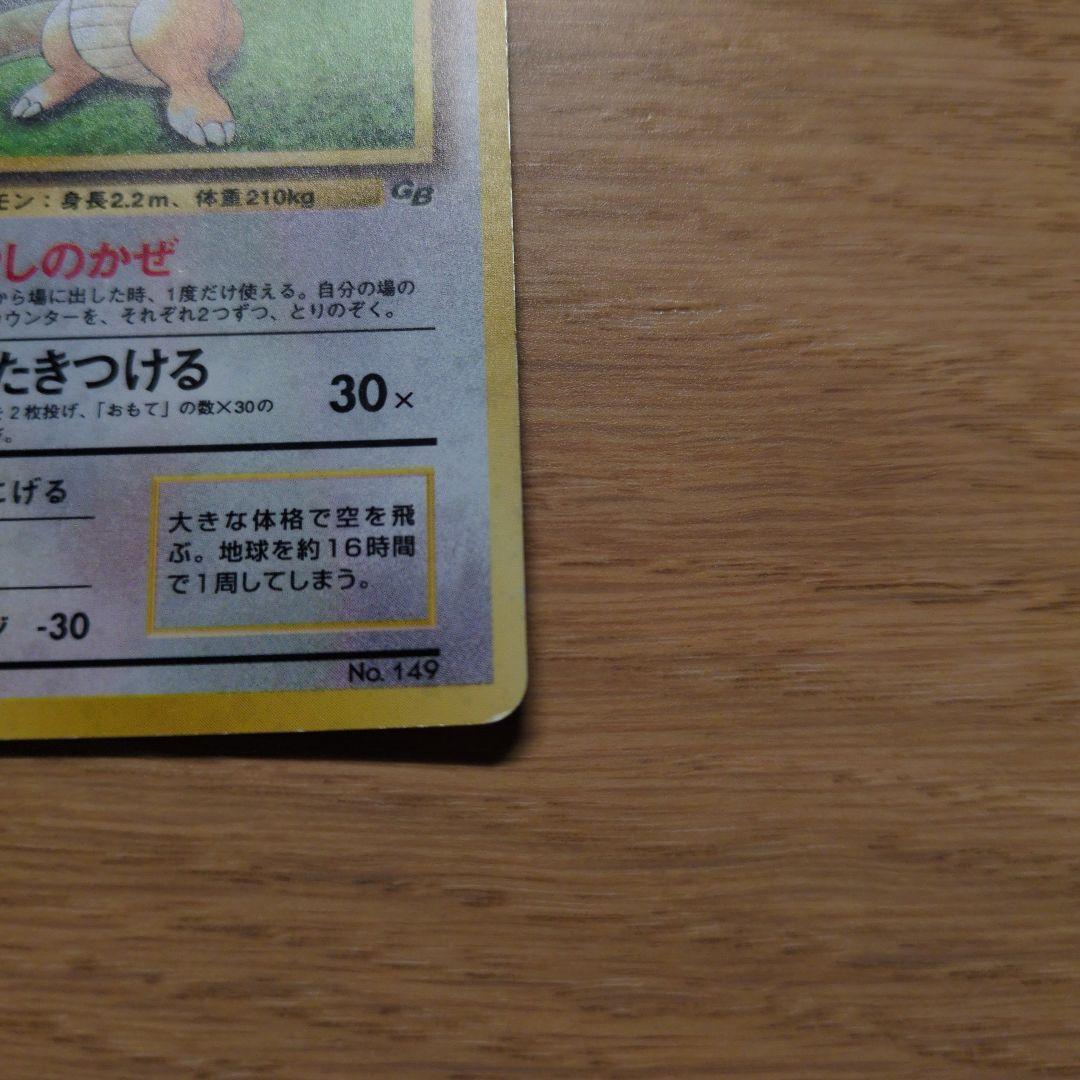 モン：身長2.2m、体重210kg GB
しのかぜ
から場に出した時、1度だけ使える。自分の場の
カウンターを、それぞれ2つずつ、とりのぞく。
たきつける 30×
2枚投げ、「おもて」の数×30の
にげる
-30
大きな体格で空を飛
ぶ。地球を約16時間
で1周してしまう。
No. 149